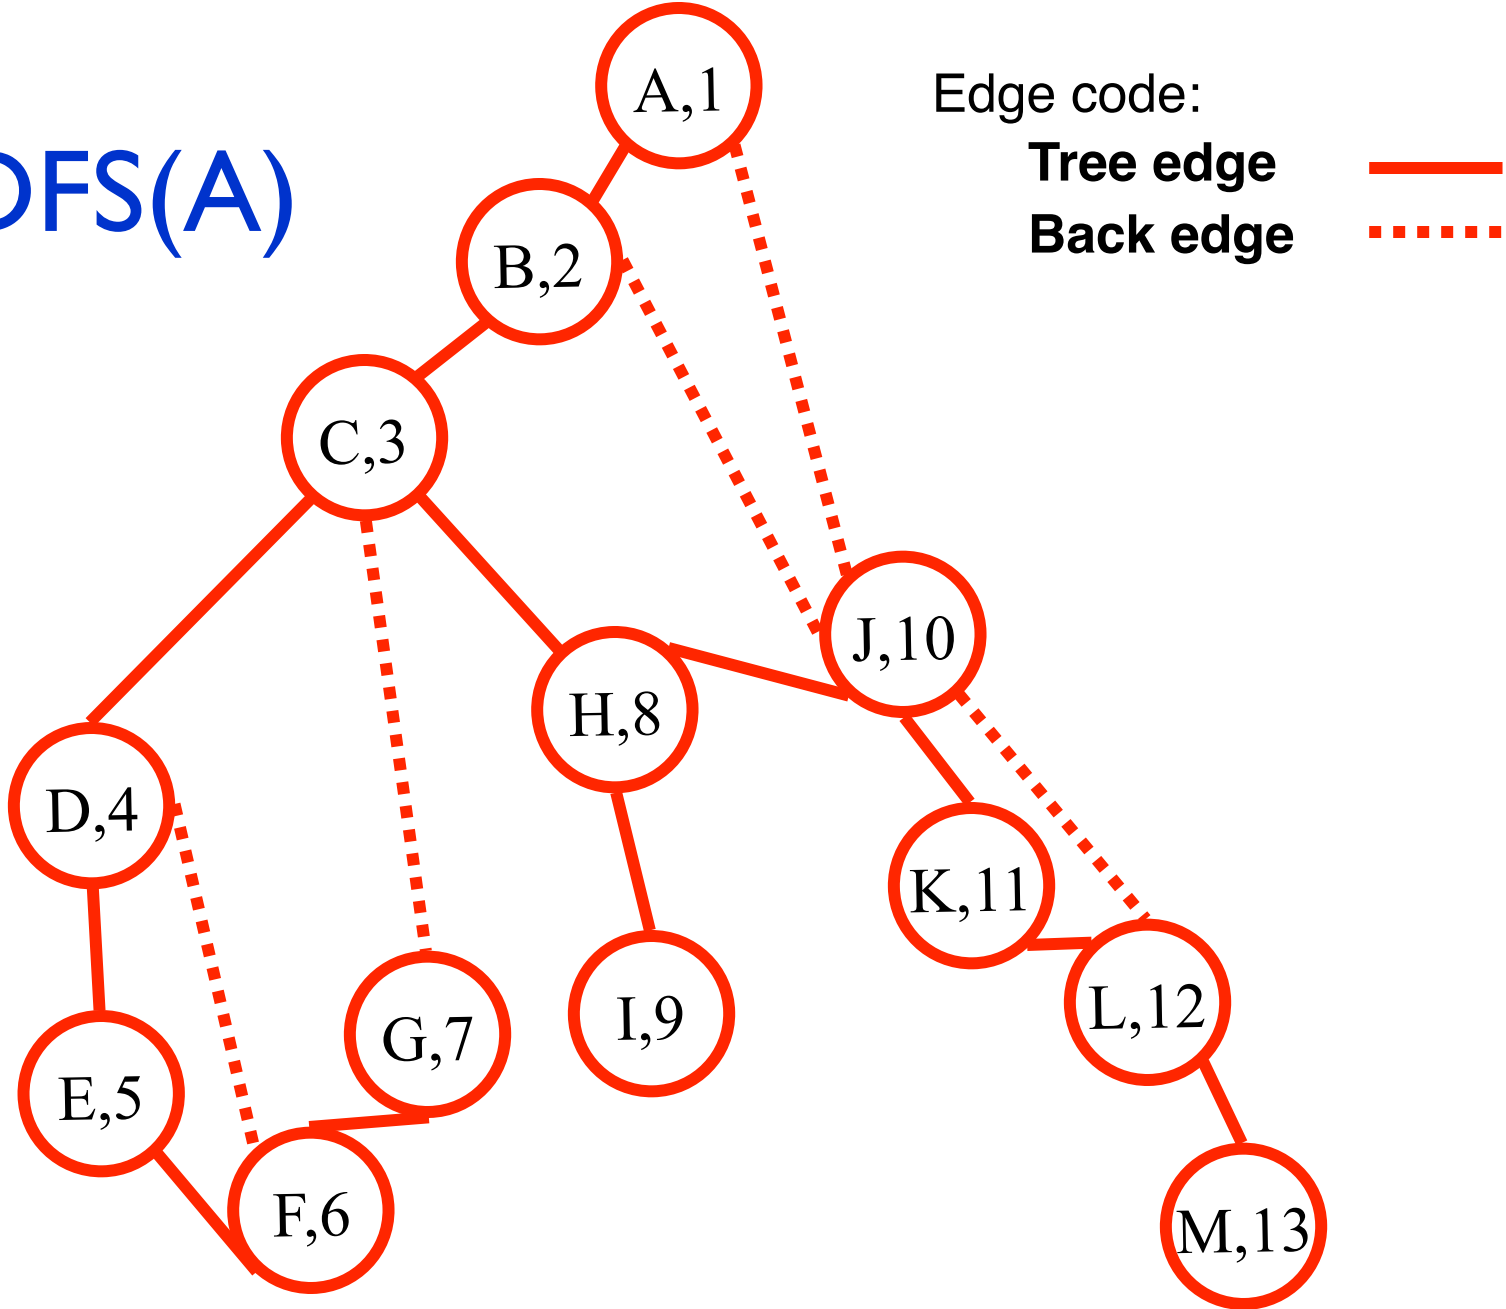 A,1
Edge code:
Tree edge
Back edge
DFS(A)
B,2
C,3
J,10
H,8
D,4
K,11
L,12
I,9
G,7
E,5
F,6
M,13